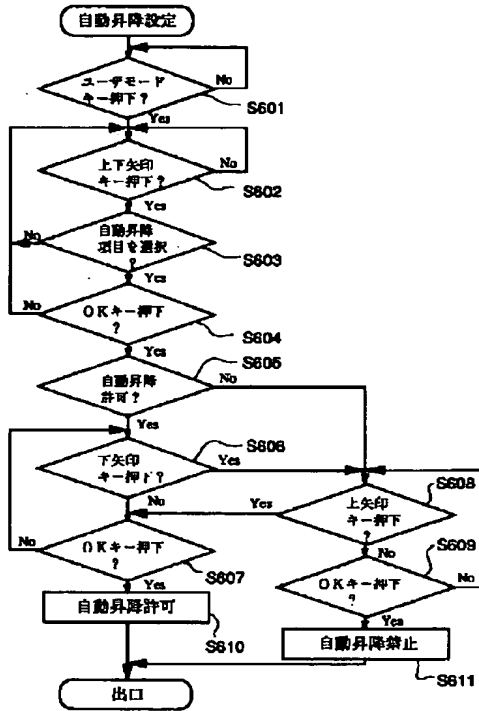 自動昇降設定
ユーザモード
キー押下?
No
S601
Yes
上下矢印
キー押下?
No
S602
Yes
自動昇降
項目を選択
?
No
S603
Yes
No
OKキー押下
?
S604
Yes
S605
自動昇降
許可?
No
Yes
S606
下矢印
キー押下?
Yes
No
S608
上矢印
キー押下
?
Yes
No
OKキー押下
?
S607
No
S609
OKキー押下
?
No
Yes
自動昇降許可
S610
Yes
自動昇降禁止
S611
出口